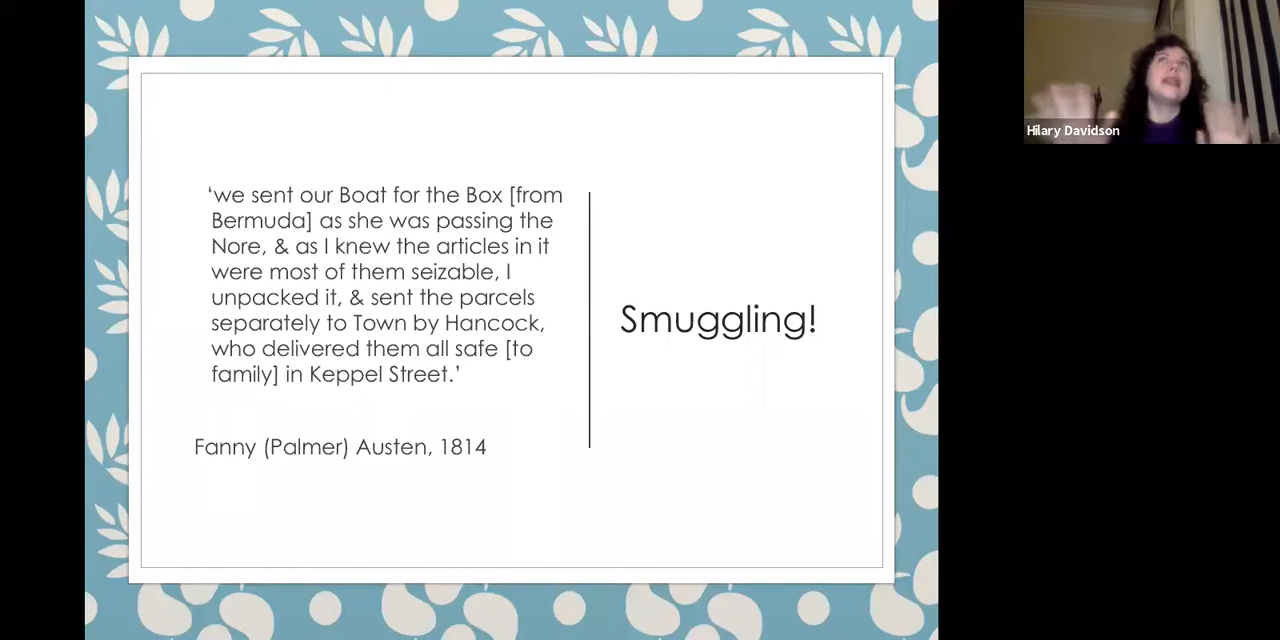 ‘we sent our Boat for the Box [from
Bermuda] as she was passing the
Nore, & as I knew the articles in it
were most of them seizable, I
unpacked it, & sent the parcels
separately to Town by Hancock,
who delivered them all safe [to
family] in Keppel Street.’
Fanny (Palmer) Austen, 1814
Smuggling!
Hilary Davidson